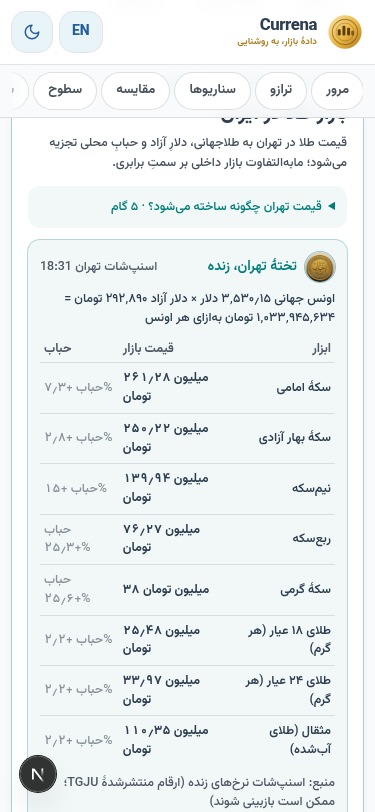 Currena
دادهٔ بازار، به روشنایی
EN
مرور
ترازو
سناریوها
مقایسه
سطوح
بازار طلا در ایران
قیمت طلا در تهران به طلاجهانی، دلار آزاد و حباب محلی تجزیه
می‌شود؛ مابه‌التفاوت بازار داخلی بر سمت برابری.
قیمت تهران چگونه ساخته می‌شود؟ · ۵ گام
تختهٔ تهران، زنده
اسنپ‌شات تهران 18:31
اونس جهانی ۳٬۵۳۰٫۱۵ دلار × دلار آزاد ۲۹۲٬۸۹۰ تومان =
۱٬۰۳۳٬۹۴۵٬۶۳۴ تومان به‌ازای هر اونس
ابزار قیمت بازار حباب
سکهٔ امامی ۲۶۱٫۲۸ میلیون تومان حباب +۷٫۳%
سکهٔ بهار آزادی ۲۵۰٫۲۲ میلیون تومان حباب +۲٫۸%
نیم‌سکه ۱۳۹٫۹۴ میلیون تومان حباب +۱۵%
ربع‌سکه ۷۶٫۲۷ میلیون تومان حباب +۲۵٫۳%
سکهٔ گرمی ۳۸ میلیون تومان حباب +۲۵٫۶%
طلای ۱۸ عیار (هر گرم) ۲۵٫۴۸ میلیون تومان حباب +۲٫۲%
طلای ۲۴ عیار (هر گرم) ۳۳٫۹۷ میلیون تومان حباب +۲٫۲%
مثقال (طلای آب‌شده) ۱۱۰٫۳۵ میلیون تومان حباب +۲٫۲%
منبع: اسنپ‌شات نرخ‌های زنده (ارقام منتشرشدهٔ TGJU؛
ممکن است بازبینی شوند)
N